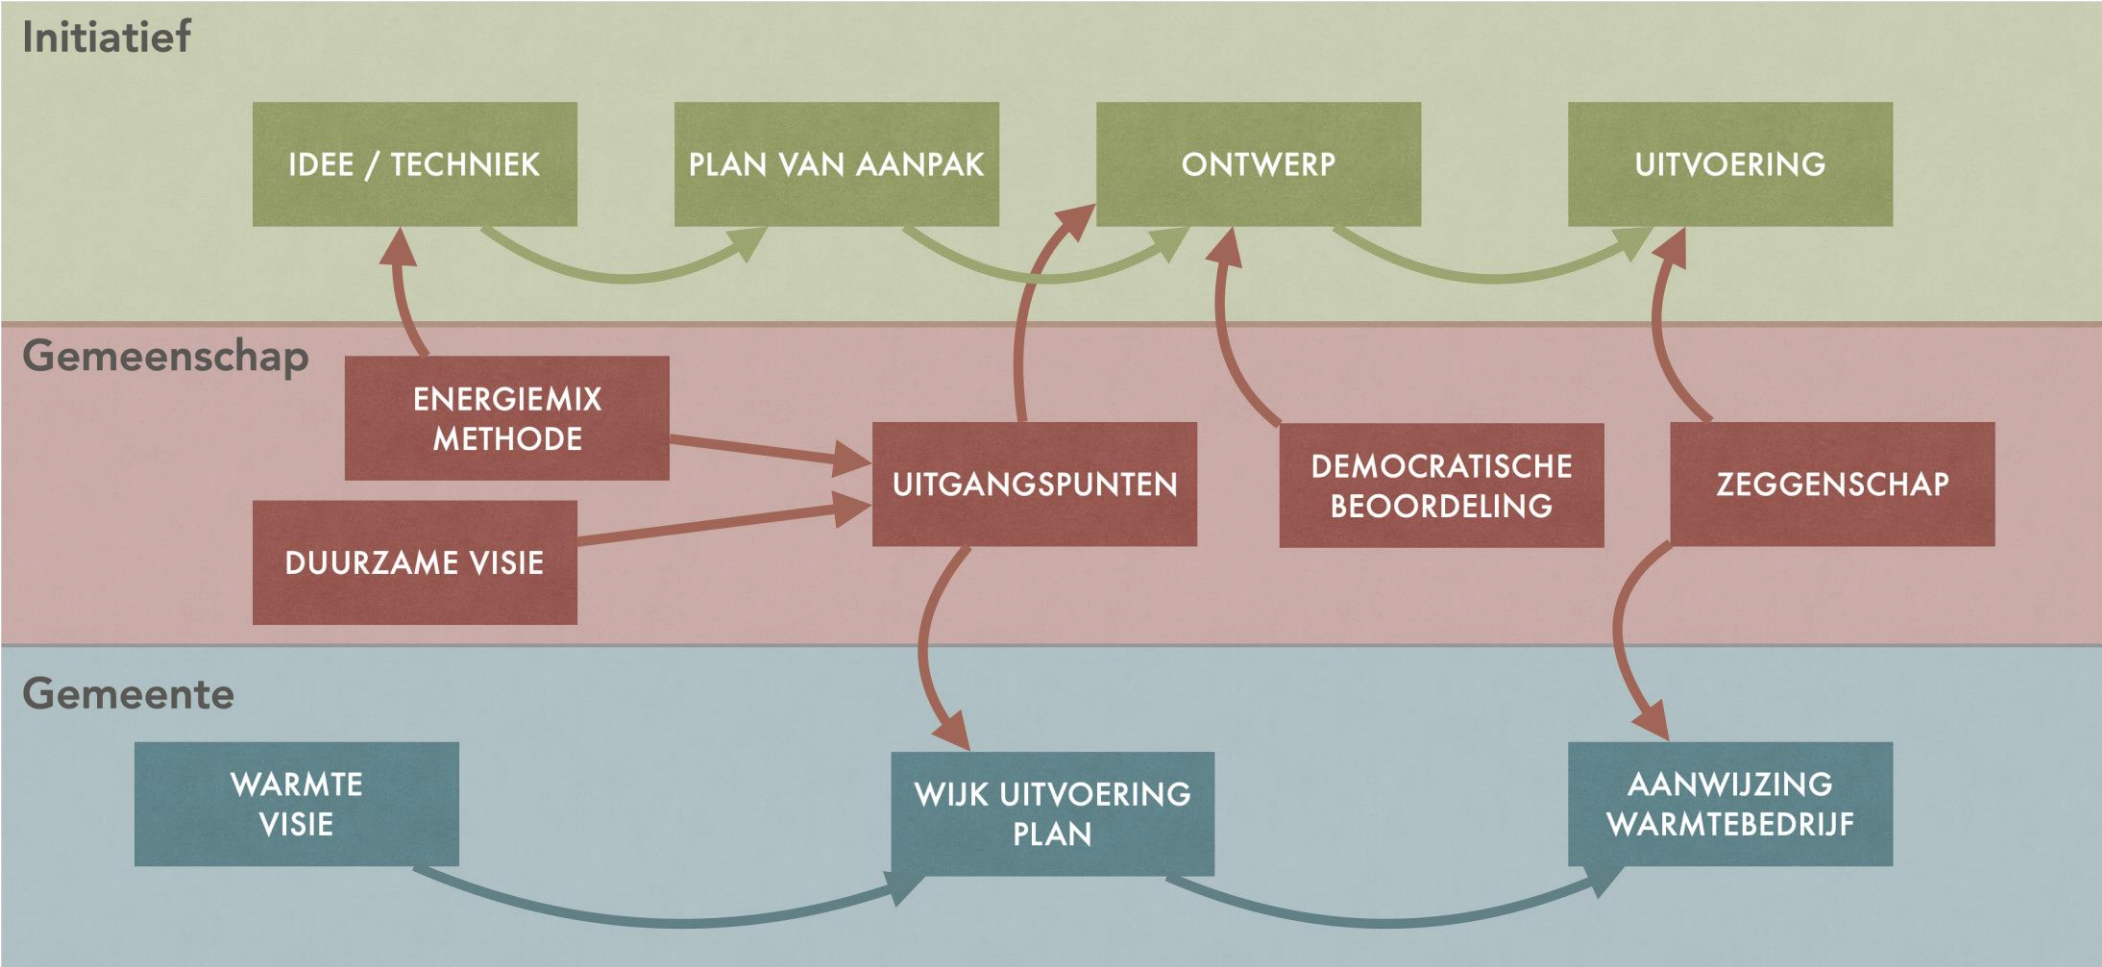 Initiatief
IDEE / TECHNIEK
PLAN VAN AANPAK
ONTWERP
UITVOERING
Gemeenschap
ENERGIEMIX
METHODE
DUURZAME VISIE
UITGANGSPUNTEN
DEMOCRATISCHE
BEOORDELING
ZEGGENSCHAP
Gemeente
WARMTE
VISIE
WIJK UITVOERING
PLAN
AANWIJZING
WARMTEBEDRIJF